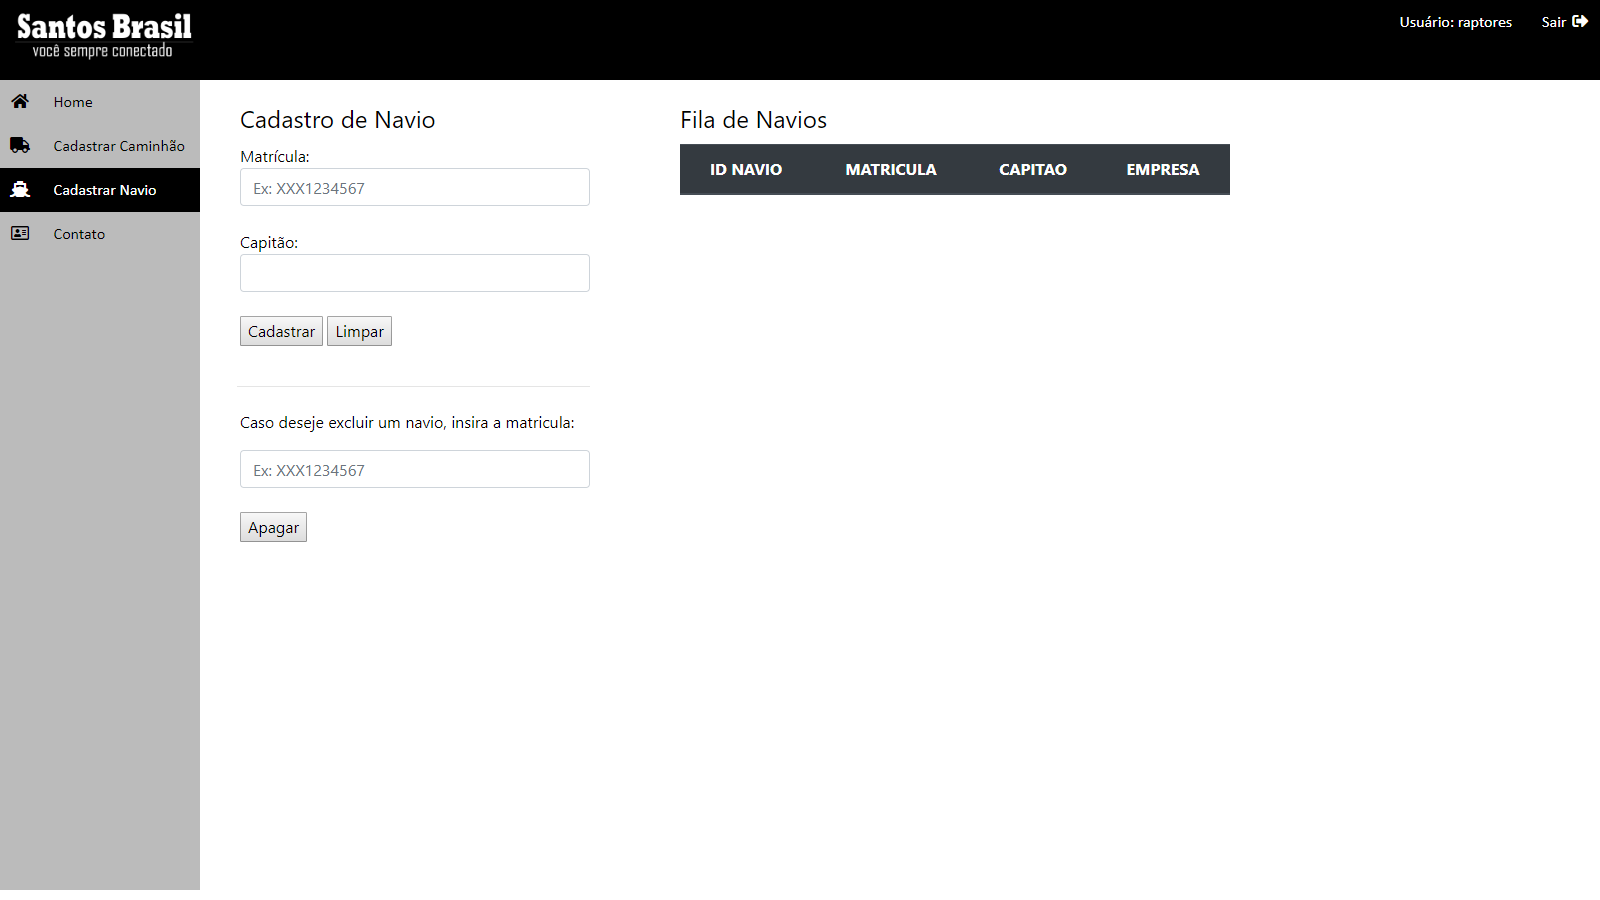 Santos Brasil
você sempre conectado
Usuário: raptores
Sair
Home
Cadastrar Caminhão
Cadastrar Navio
Contato
Cadastro de Navio
Matrícula:
Ex: XXX1234567
Capitão:
Cadastrar Limpar
Caso deseje excluir um navio, insira a matricula:
Ex: XXX1234567
Apagar
Fila de Navios
ID NAVIO MATRICULA CAPITAO EMPRESA